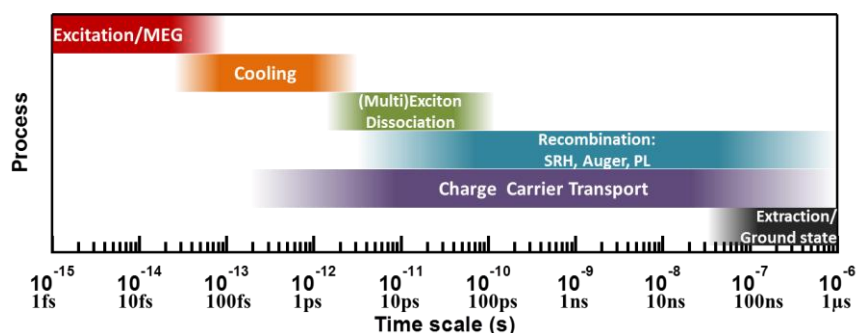 Excitation/MEG
Cooling
(Multi)Exciton
Dissociation
Recombination:
SRH, Auger, PL
Charge Carrier Transport
Extraction/
Ground state
Process
10-15 10-14 10-13 10-12 10-11 10-10 10-9 10-8 10-7 10-6
1fs 10fs 100fs 1ps 10ps 100ps 1ns 10ns 100ns 1µs
Time scale (s)